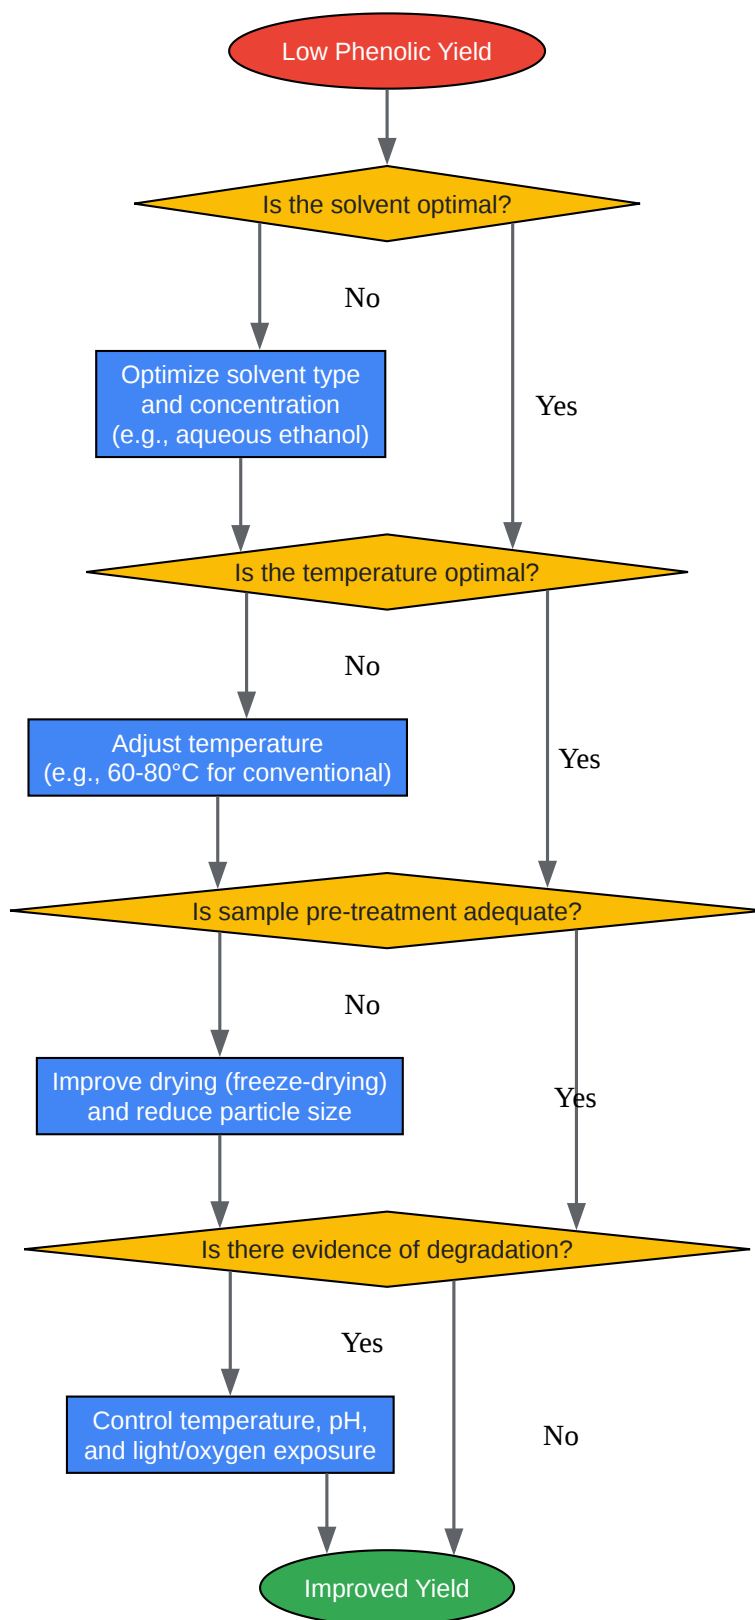 Low Phenolic Yield
Is the solvent optimal?
No
Optimize solvent type
and concentration
(e.g., aqueous ethanol)
Yes
Is the temperature optimal?
No
Adjust temperature
(e.g., 60-80°C for conventional)
Yes
Is sample pre-treatment adequate?
No
Improve drying (freeze-drying)
and reduce particle size
Yes
Is there evidence of degradation?
Yes
Control temperature, pH,
and light/oxygen exposure
No
Improved Yield